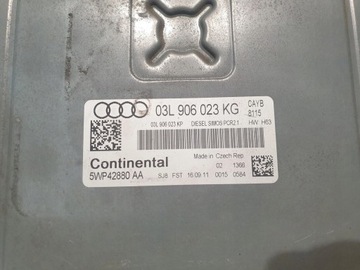 03L 906 023 KG
CAYB
8115
03L 906 023 KP DIESEL SIMOS PCR2.1 HW: H63
Continental
Made in Czech Rep
5WP42880 AA
02 1366
SJ8 FST 16.09.11 0015 0584